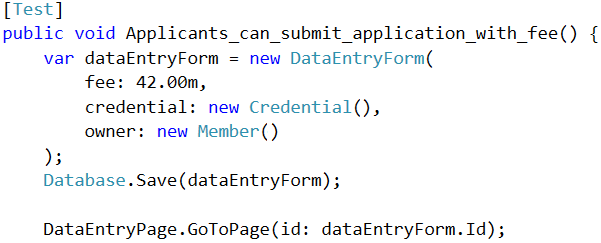 [Test]
public void Applicants_can_submit_application_with_fee() {
    var dataEntryForm = new DataEntryForm(
        fee: 42.00m,
        credential: new Credential(),
        owner: new Member()
    );
    Database.Save(dataEntryForm);

    DataEntryPage.GoToPage(id: dataEntryForm.Id);